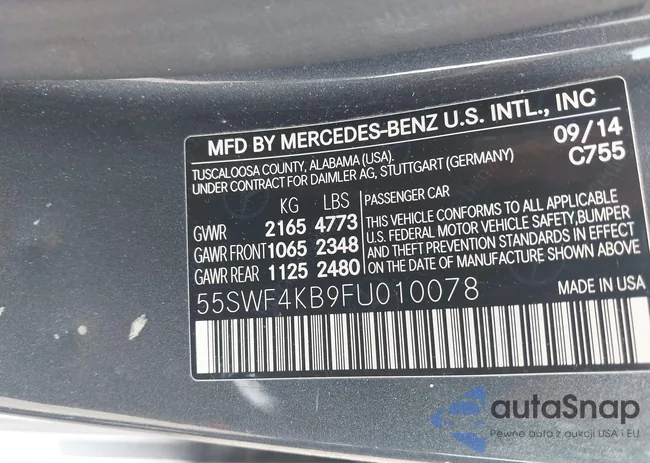 MFD BY MERCEDES-BENZ U.S. INTL., INC
TUSCALOOSA COUNTY, ALABAMA (USA). 09/14
UNDER CONTRACT FOR DAIMLER AG, STUTTGART (GERMANY) C755
KG LBS PASSENGER CAR
GVWR 2165 4773
GAWR FRONT 1065 2348
GAWR REAR 1125 2480
THIS VEHICLE CONFORMS TO ALL APPLICABLE
U.S. FEDERAL MOTOR VEHICLE SAFETY,BUMPER
AND THEFT PREVENTION STANDARDS IN EFFECT
ON THE DATE OF MANUFACTURE SHOWN ABOVE
55SWF4KB9FU010078
autaSnap
Pewne auta z aukcji USA i EU